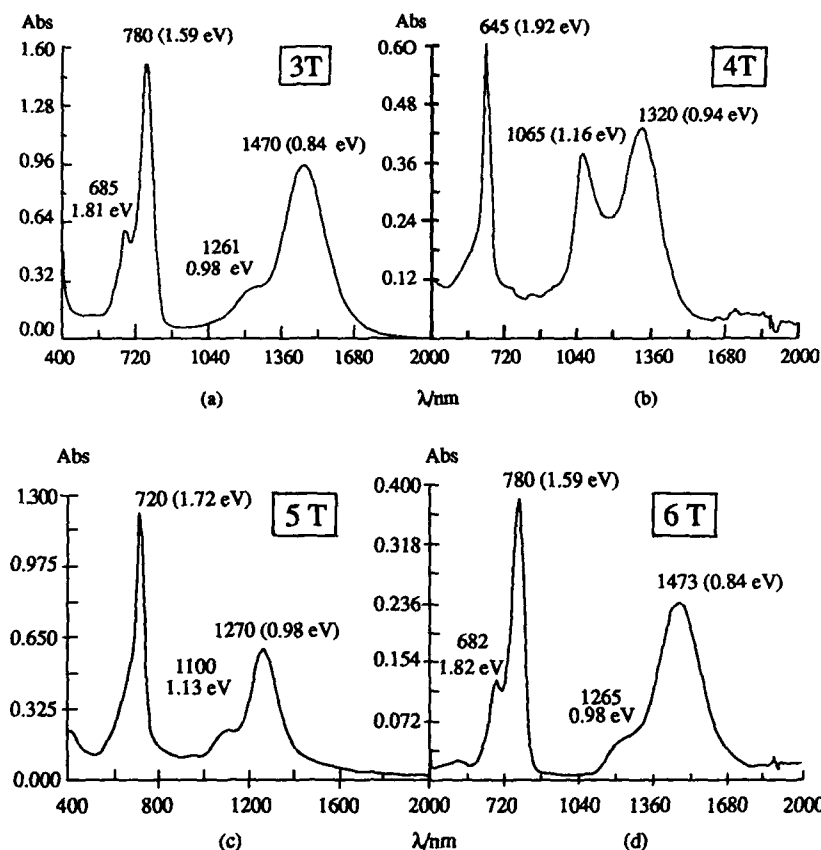 Abs
780 (1.59 eV)
3T
1470 (0.84 eV)
685
1.81 eV
1261
0.98 eV
1.60
1.28
0.96
0.64
0.32
0.00
400 720 1040 1360 1680 2000
(a)
Abs
645 (1.92 eV)
4T
1065 (1.16 eV)
1320 (0.94 eV)
0.60
0.48
0.36
0.24
0.12
720 1040 1360 1680 2000
λ/nm
(b)
Abs
720 (1.72 eV)
5 T
1270 (0.98 eV)
1100
1.13 eV
1.300
0.975
0.650
0.325
0.000
400 800 1200 1600 2000
(c)
Abs
780 (1.59 eV)
6 T
1473 (0.84 eV)
682
1.82 eV
1265
0.98 eV
0.400
0.318
0.236
0.154
0.072
720 1040 1360 1680 2000
λ/nm
(d)